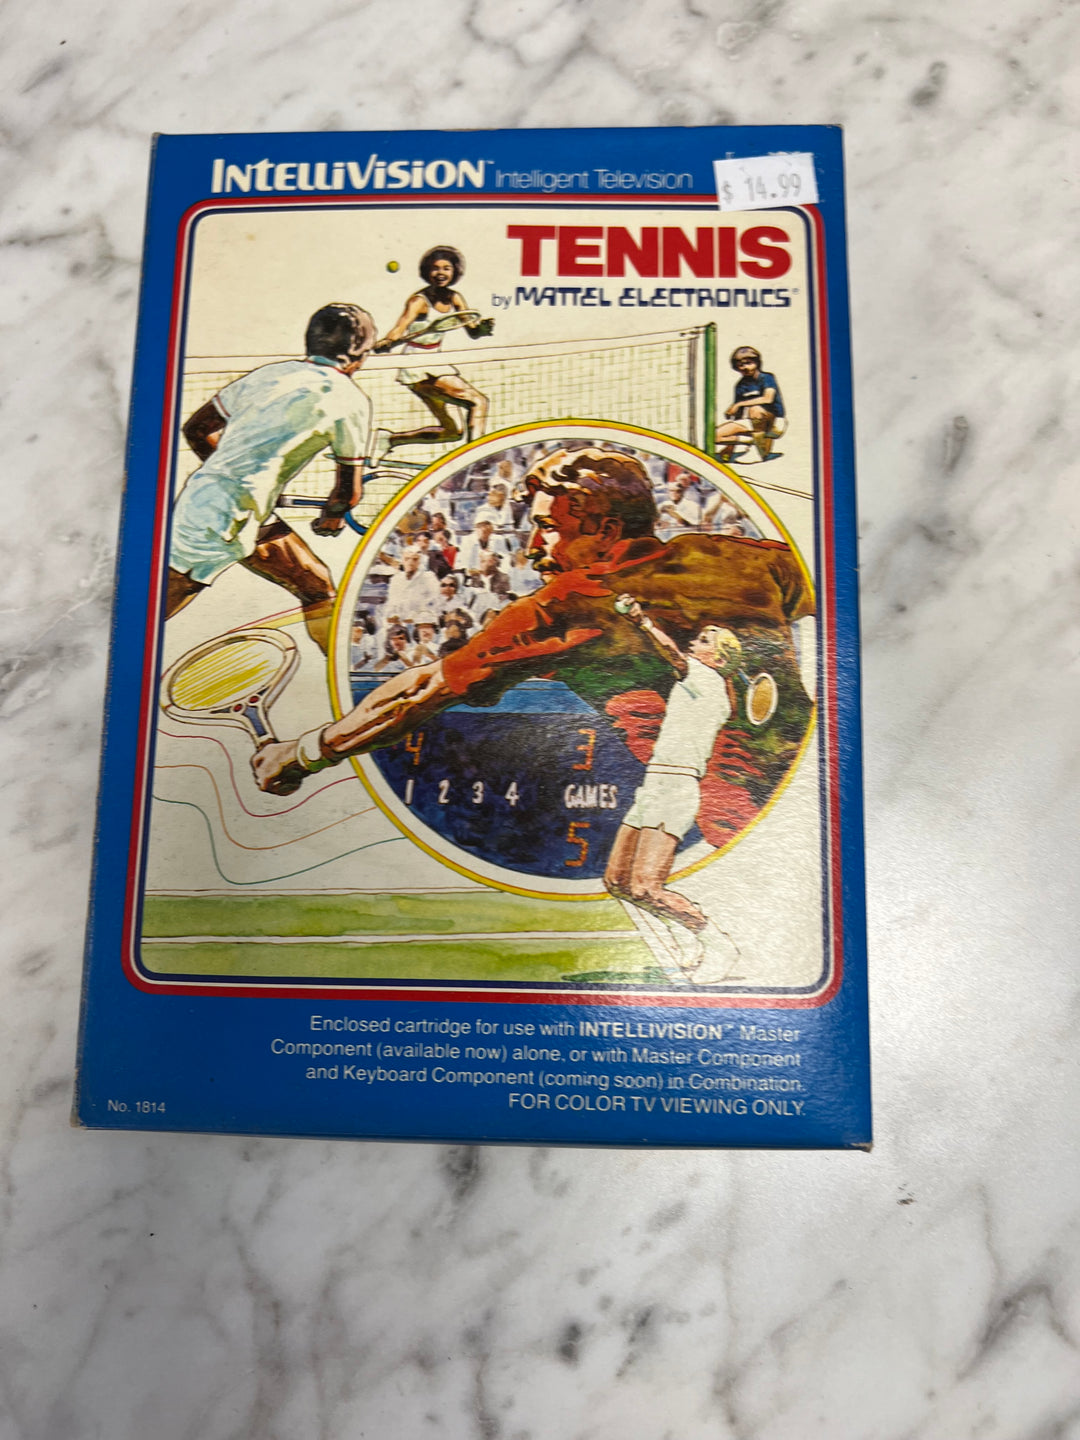 INTELLIVISION™ Intelligent Television
$ 14.99
TENNIS
by MATTEL ELECTRONICS®
4 3
1 2 3 4 GAMES
5
Enclosed cartridge for use with INTELLIVISION™ Master
Component (available now) alone, or with Master Component
and Keyboard Component (coming soon) in Combination.
FOR COLOR TV VIEWING ONLY.
No. 1814